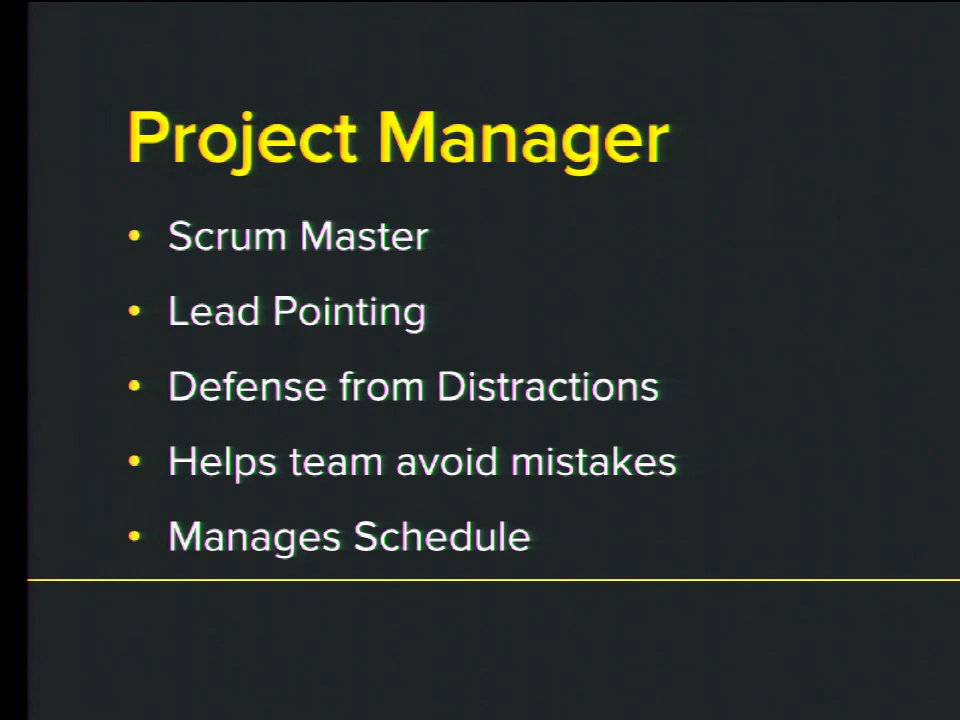 Project Manager
• Scrum Master
• Lead Pointing
• Defense from Distractions
• Helps team avoid mistakes
• Manages Schedule